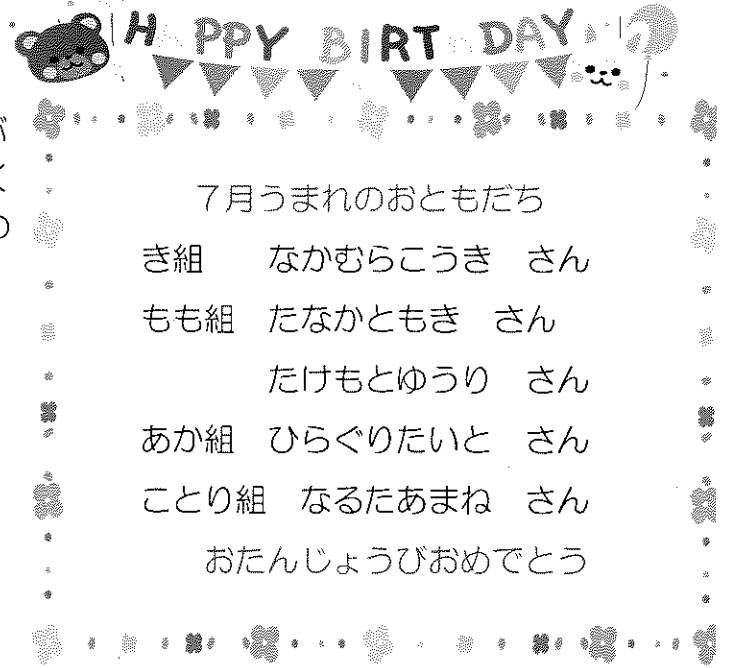 H PPY BIRT DAY
7月うまれのおともだち
き組 なかむらこうき さん
もも組 たなかともき さん
たけもとゆうり さん
あか組 ひらぐりたいと さん
ことり組 なるたあまね さん
おたんじょうびおめでとう